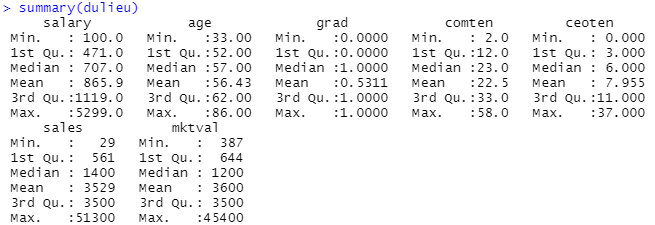 > summary(dulieu)
     salary            age             grad            comten         ceoten      
 Min.   : 100.0   Min.   :33.00   Min.   :0.0000   Min.   : 2.0   Min.   : 0.000  
 1st Qu.: 471.0   1st Qu.:52.00   1st Qu.:0.0000   1st Qu.:12.0   1st Qu.: 3.000  
 Median : 707.0   Median :57.00   Median :1.0000   Median :23.0   Median : 6.000  
 Mean   : 865.9   Mean   :56.43   Mean   :0.5311   Mean   :22.5   Mean   : 7.955  
 3rd Qu.:1119.0   3rd Qu.:62.00   3rd Qu.:1.0000   3rd Qu.:33.0   3rd Qu.:11.000  
 Max.   :5299.0   Max.   :86.00   Max.   :1.0000   Max.   :58.0   Max.   :37.000  
     sales           mktval     
 Min.   :   29   Min.   :  387  
 1st Qu.:  561   1st Qu.:  644  
 Median : 1400   Median : 1200  
 Mean   : 3529   Mean   : 3600  
 3rd Qu.: 3500   3rd Qu.: 3500  
 Max.   :51300   Max.   :45400